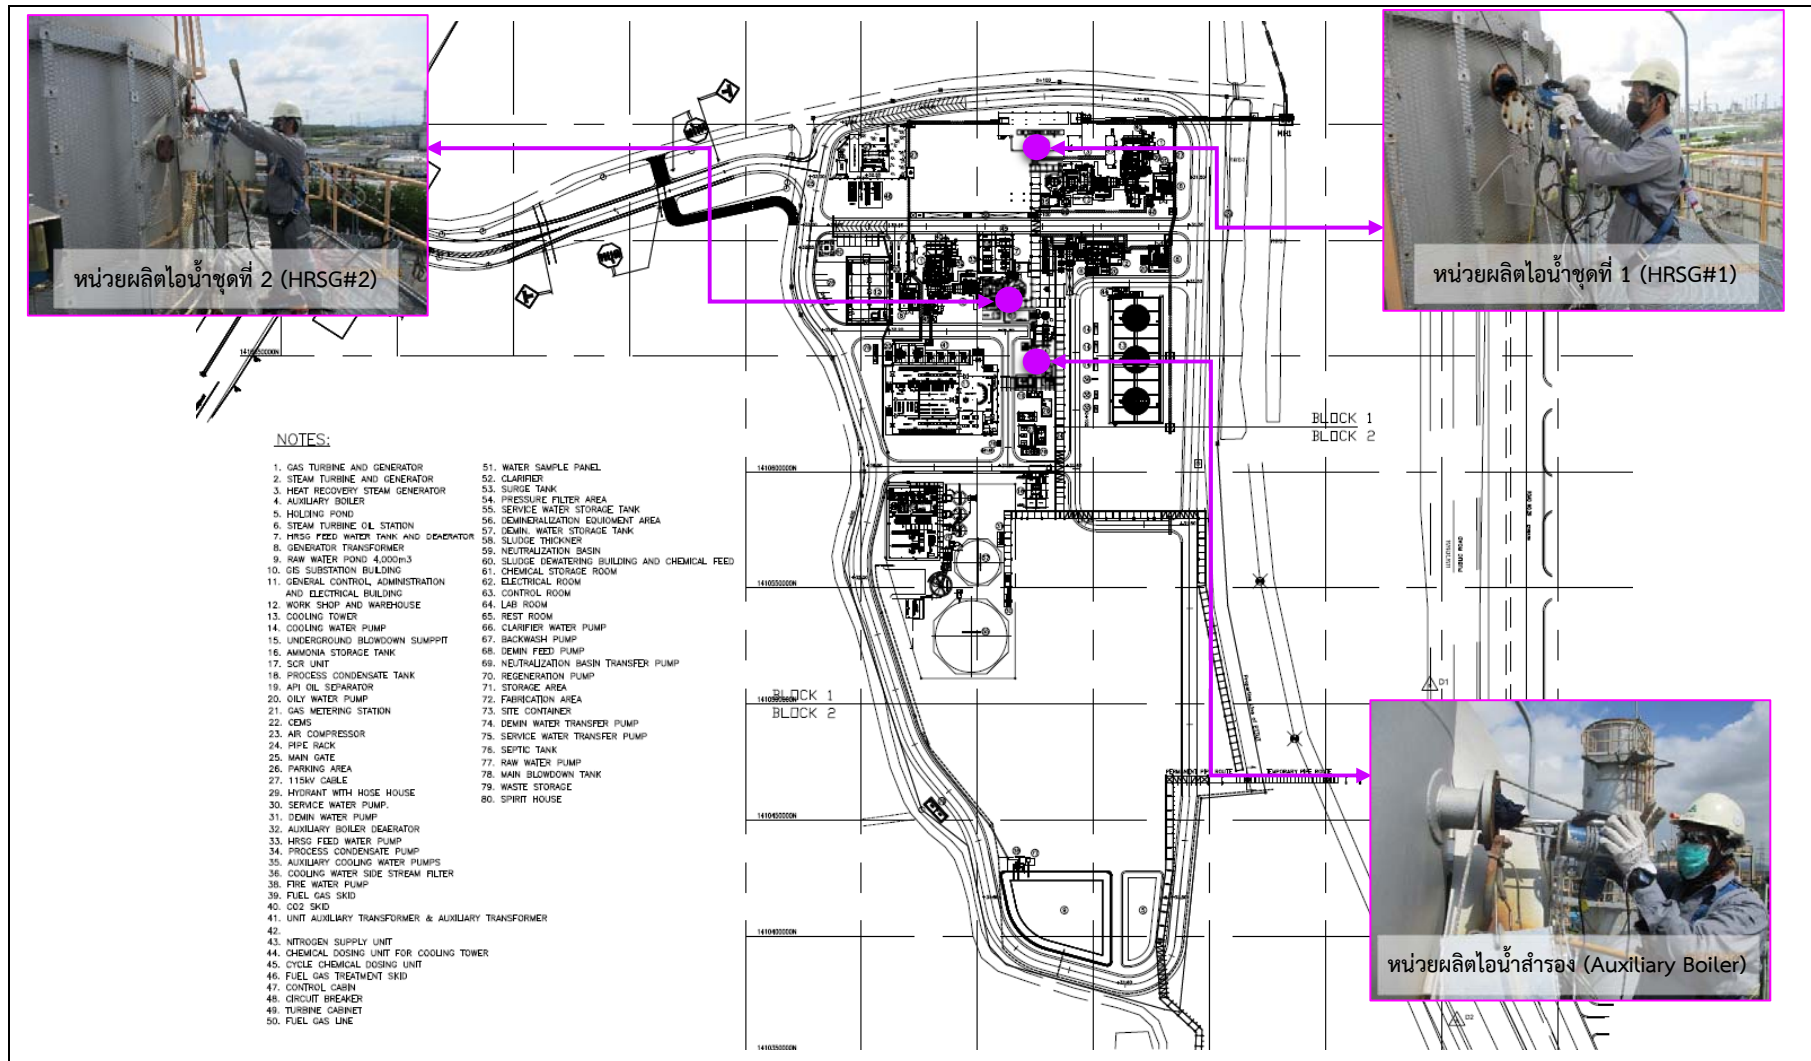 หน่วยผลิตไอน้ำชุดที่ 2 (HRSG#2)
หน่วยผลิตไอน้ำชุดที่ 1 (HRSG#1)
MH1
1410650000N
BLOCK 1
BLOCK 2
NOTES:
1. GAS TURBINE AND GENERATOR
2. STEAM TURBINE AND GENERATOR
3. HEAT RECOVERY STEAM GENERATOR
4. AUXILIARY BOILER
5. HOLDING POND
6. STEAM TURBINE OIL STATION
7. HRSG FEED WATER TANK AND DEAERATOR
8. GENERATOR TRANSFORMER
9. RAW WATER POND 4,000m3
10. GIS SUBSTATION BUILDING
11. GENERAL CONTROL, ADMINISTRATION
AND ELECTRICAL BUILDING
12. WORK SHOP AND WAREHOUSE
13. COOLING TOWER
14. COOLING WATER PUMP
15. UNDERGROUND BLOWDOWN SUMPPIT
16. AMMONIA STORAGE TANK
17. SCR UNIT
18. PROCESS CONDENSATE TANK
19. API OIL SEPARATOR
20. OILY WATER PUMP
21. GAS METERING STATION
22. CEMS
23. AIR COMPRESSOR
24. PIPE RACK
25. MAIN GATE
26. PARKING AREA
27. 115kV CABLE
29. HYDRANT WITH HOSE HOUSE
30. SERVICE WATER PUMP.
31. DEMIN WATER PUMP
32. AUXILIARY BOILER DEAERATOR
33. HRSG FEED WATER PUMP
34. PROCESS CONDENSATE PUMP
35. AUXILIARY COOLING WATER PUMPS
36. COOLING WATER SIDE STREAM FILTER
38. FIRE WATER PUMP
39. FUEL GAS SKID
40. CO2 SKID
41. UNIT AUXILIARY TRANSFORMER & AUXILIARY TRANSFORMER
42.
43. NITROGEN SUPPLY UNIT
44. CHEMICAL DOSING UNIT FOR COOLING TOWER
45. CYCLE CHEMICAL DOSING UNIT
46. FUEL GAS TREATMENT SKID
47. CONTROL CABIN
48. CIRCUIT BREAKER
49. TURBINE CABINET
50. FUEL GAS LINE
51. WATER SAMPLE PANEL
52. CLARIFIER
53. SURGE TANK
54. PRESSURE FILTER AREA
55. SERVICE WATER STORAGE TANK
56. DEMINERALIZATION EQUIOMENT AREA
57. DEMIN. WATER STORAGE TANK
58. SLUDGE THICKNER
59. NEUTRALIZATION BASIN
60. SLUDGE DEWATERING BUILDING AND CHEMICAL FEED
61. CHEMICAL STORAGE ROOM
62. ELECTRICAL ROOM
63. CONTROL ROOM
64. LAB ROOM
65. REST ROOM
66. CLARIFIER WATER PUMP
67. BACKWASH PUMP
68. DEMIN FEED PUMP
69. NEUTRALIZATION BASIN TRANSFER PUMP
70. REGENERATION PUMP
71. STORAGE AREA
72. FABRICATION AREA
73. SITE CONTAINER
74. DEMIN WATER TRANSFER PUMP
75. SERVICE WATER TRANSFER PUMP
76. SEPTIC TANK
77. RAW WATER PUMP
78. MAIN BLOWDOWN TANK
79. WASTE STORAGE
80. SPIRIT HOUSE
1410600000N
1410550000N
BLOCK 1
BLOCK 2
PUBLIC ROAD
D1
PERMANENT PIPE ROUTE
TEMPORARY PIPE ROUTE
1410450000N
1410400000N
1410350000N
D2
หน่วยผลิตไอน้ำสำรอง (Auxiliary Boiler)